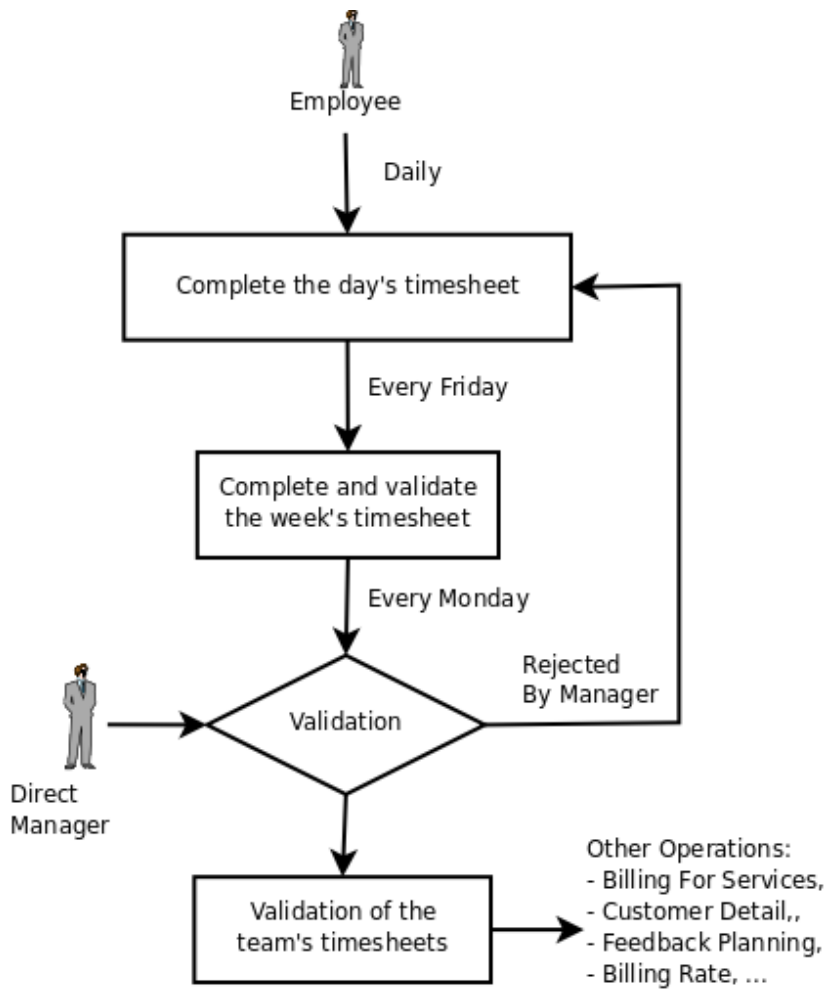 Employee
Daily
Complete the day's timesheet
Every Friday
Complete and validate
the week's timesheet
Every Monday
Rejected
By Manager
Validation
Direct
Manager
Validation of the
team's timesheets
Other Operations:
- Billing For Services,
- Customer Detail,,
- Feedback Planning,
- Billing Rate, ...